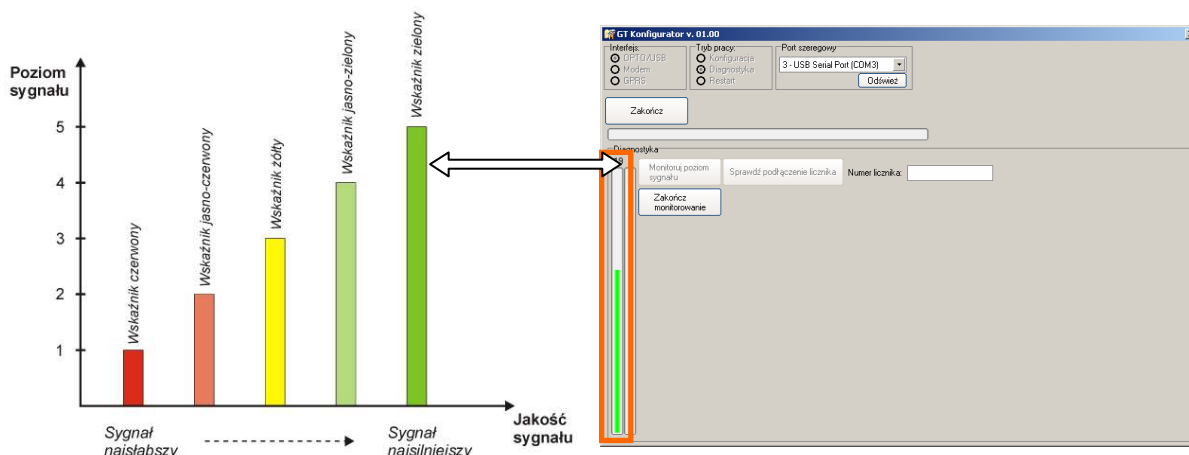 Poziom
sygnału
5
4
3
2
1
Wskaźnik czerwony
Wskaźnik jasno-czerwony
Wskaźnik żółty
Wskaźnik jasno-zielony
Wskaźnik zielony
Sygnał
najsłabszy
Sygnał
najsilniejszy
Jakość
sygnału
GT Konfigurator v. 01.00
Interfejs:
OPTO/USB
Modem
GPRS
Tryb pracy:
Konfiguracja
Diagnostyka
Restart
Port szeregowy
3 - USB Serial Port (COM3)
Odśwież
Zakończ
Diagnostyka
19
Monitoruj poziom
sygnału
Sprawdź podłączenie licznika
Numer licznika:
Zakończ
monitorowanie